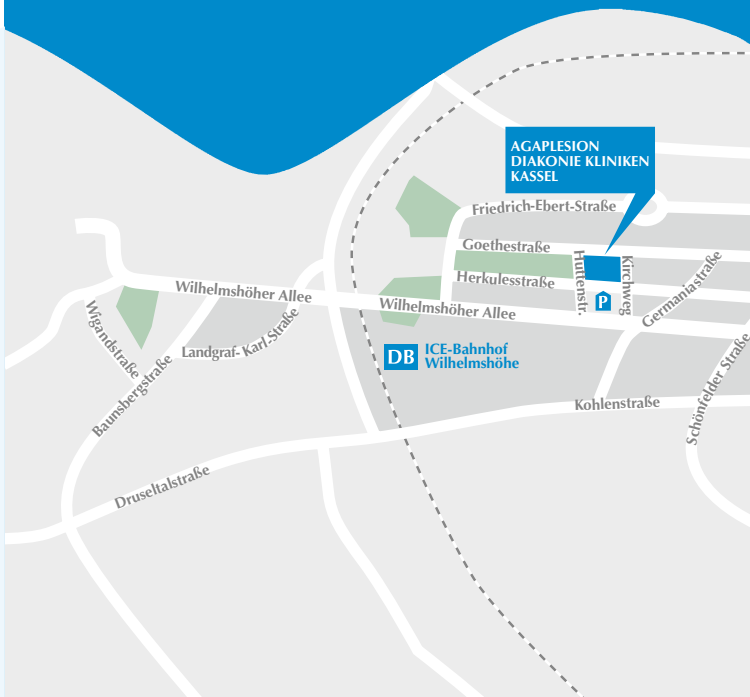 AGAPLESION
DIAKONIE KLINIKEN
KASSEL
Friedrich-Ebert-Straße
Goethestraße
Herkulesstraße
Huttenstr.
Kirchweg
P
Germaniastraße
Wilhelmshöher Allee
Wilhelmshöher Allee
Wigandstraße
Landgraf-Karl-Straße
Baunsbergstraße
DB
ICE-Bahnhof
Wilhelmshöhe
Schönfelder Straße
Kohlenstraße
Druseltalstraße